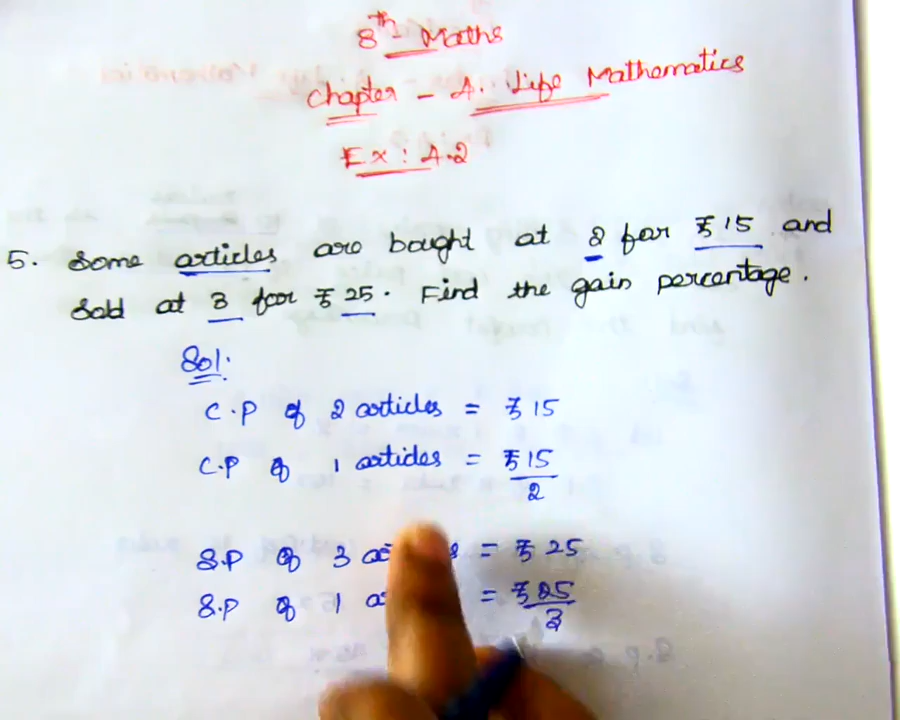 8th Maths
Chapter - 4. Life Mathematics
Ex: 4.2
5. Some articles are bought at 2 for ₹ 15 and
Sold at 3 for ₹ 25. Find the gain percentage.
Sol:
C.P of 2 articles = ₹ 15
C.P of 1 articles = ₹ 15
2
S.P of 3 = ₹ 25
S.P of 1 = ₹ 25
3